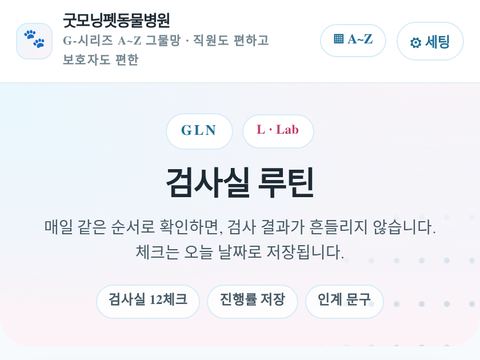 굿모닝펫동물병원
G-시리즈 A~Z 그물망 · 직원도 편하고
보호자도 편한
A~Z
세팅
GLN
L · Lab
검사실 루틴
매일 같은 순서로 확인하면, 검사 결과가 흔들리지 않습니다.
체크는 오늘 날짜로 저장됩니다.
검사실 12체크
진행률 저장
인계 문구